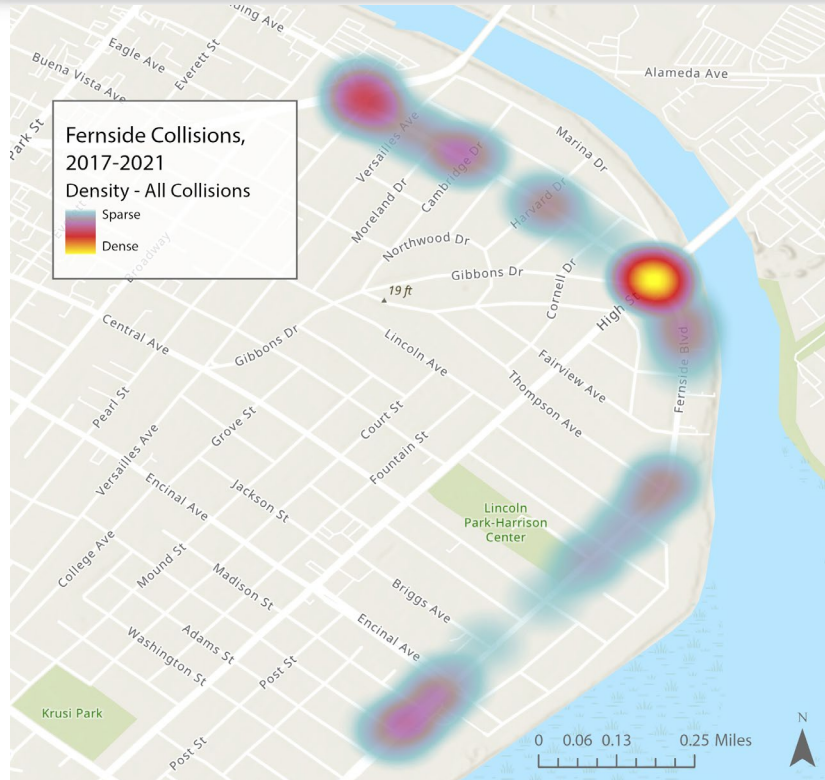 Eagle Ave
Everett St
Buena Vista Ave
Park St
Alameda Ave
Fernside Collisions,
2017-2021
Density - All Collisions
Sparse
Dense
Broadway
Versailles Ave
Marina Dr
Moreland Dr
Cambridge Dr
Harvard Dr
Northwood Dr
Gibbons Dr
Cornell Dr
19 ft
High St
Fernside Blvd
Central Ave
Gibbons Dr
Lincoln Ave
Fairview Ave
Thompson Ave
Pearl St
Grove St
Court St
Fountain St
Versailles Ave
Encinal Ave
Jackson St
Lincoln
Park-Harrison
Center
College Ave
Mound St
Madison St
Briggs Ave
Encinal Ave
Adams St
Washington St
Post St
Krusi Park
Post St
0 0.06 0.13 0.25 Miles
N